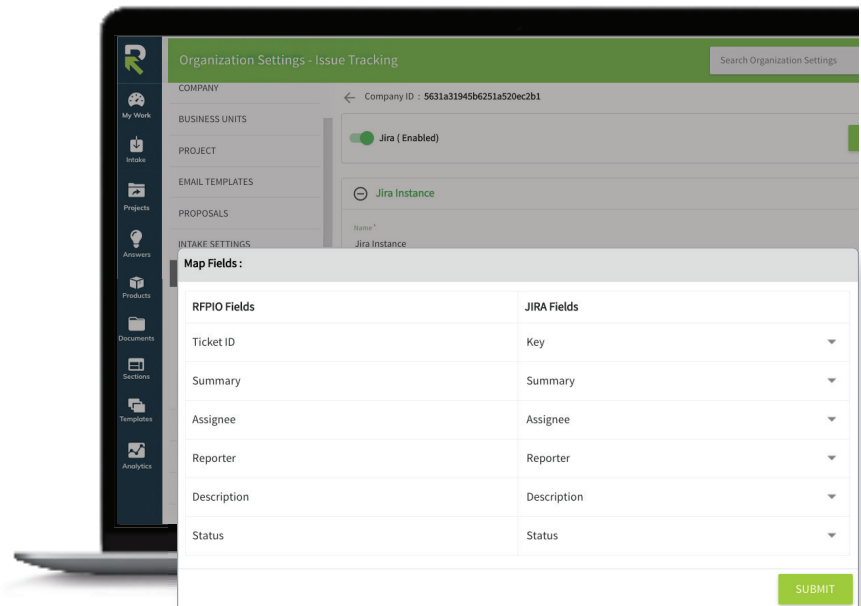 Organization Settings - Issue Tracking
Search Organization Settings
My Work
Intake
Projects
Answers
Products
Documents
Sections
Templates
Analytics
COMPANY
BUSINESS UNITS
PROJECT
EMAIL TEMPLATES
PROPOSALS
INTAKE SETTINGS
Company ID : 5631a31945b6251a520ec2b1
Jira ( Enabled)
Jira Instance
Name *
Jira Instance
Map Fields :
RFPIO Fields JIRA Fields
Ticket ID Key
Summary Summary
Assignee Assignee
Reporter Reporter
Description Description
Status Status
SUBMIT